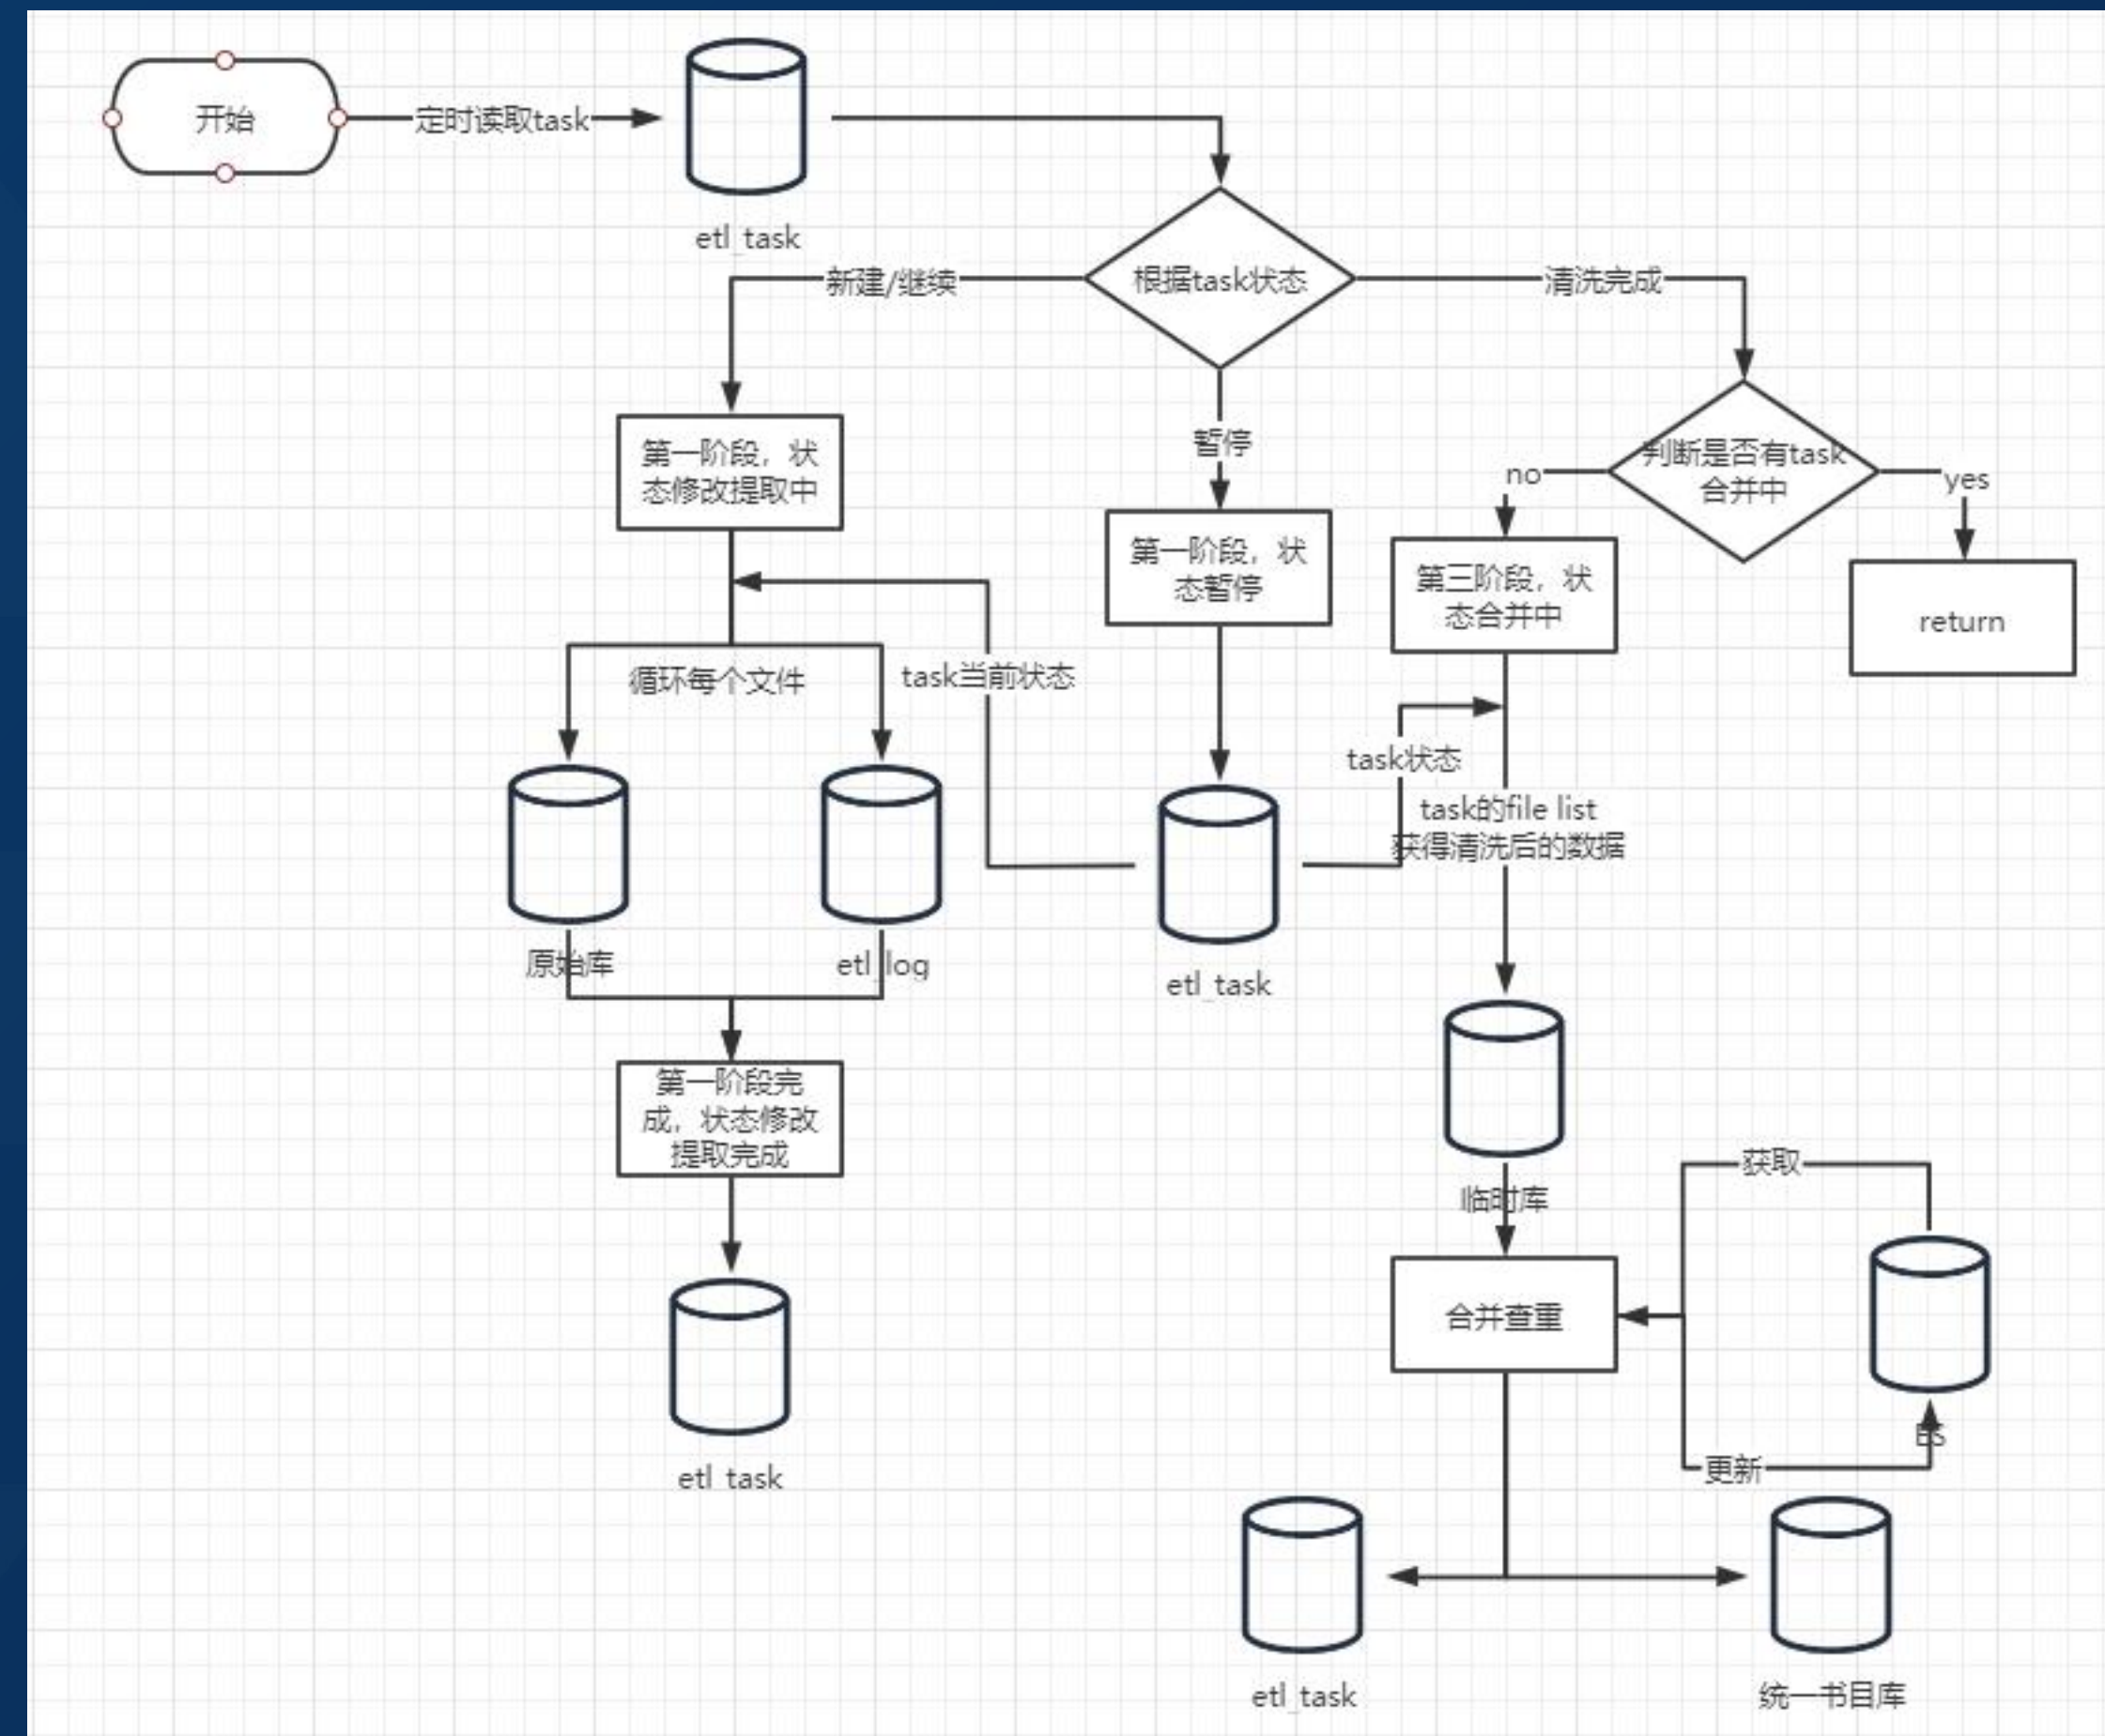 开始
定时读取task
etl_task
新建/继续
根据task状态
清洗完成
第一阶段，状
态修改提取中
暂停
判断是否有task
合并中
no
yes
第一阶段，状
态暂停
第三阶段，状
态合并中
return
循环每个文件
task当前状态
task状态
task的file list
获得清洗后的数据
原始库
etl_log
etl_task
第一阶段完
成，状态修改
提取完成
临时库
获取
合并查重
ES
更新
etl_task
etl_task
统一书目库